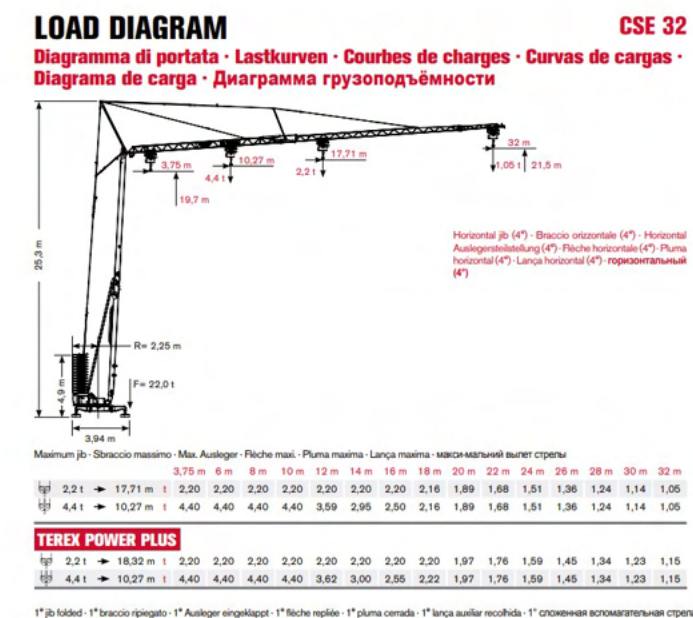 LOAD DIAGRAM
CSE 32
Diagramma di portata · Lastkurven · Courbes de charges · Curvas de cargas ·
Diagrama de carga · Диаграмма грузоподъёмности
3,75 m
10,27 m
17,71 m
32 m
4,4 t
2,2 t
1,05 t
21,5 m
19,7 m
25,3 m
Horizontal jib (4°) · Braccio orizzontale (4°) · Horizontal
Auslegersteilstellung (4°) · Flèche horizontale (4°) · Pluma
horizontal (4°) · Lança horizontal (4°) · горизонтальный
(4°)
R= 2,25 m
4,9 m
F= 22,0 t
3,94 m
Maximum jib · Sbraccio massimo · Max. Ausleger · Flèche maxi. · Pluma maxima · Lança maxima · макси-мальний вылет стрелы
3,75 m 6 m 8 m 10 m 12 m 14 m 16 m 18 m 20 m 22 m 24 m 26 m 28 m 30 m 32 m
2,2 t → 17,71 m t 2,20 2,20 2,20 2,20 2,20 2,20 2,20 2,16 1,89 1,68 1,51 1,36 1,24 1,14 1,05
4,4 t → 10,27 m t 4,40 4,40 4,40 4,40 3,59 2,95 2,50 2,16 1,89 1,68 1,51 1,36 1,24 1,14 1,05
TEREX POWER PLUS
2,2 t → 18,32 m t 2,20 2,20 2,20 2,20 2,20 2,20 2,20 2,20 1,97 1,76 1,59 1,45 1,34 1,23 1,15
4,4 t → 10,27 m t 4,40 4,40 4,40 4,40 3,62 3,00 2,55 2,22 1,97 1,76 1,59 1,45 1,34 1,23 1,15
1° jib folded · 1° braccio ripiegato · 1° Ausleger eingeklappt · 1° flèche repliée · 1° pluma cerrada · 1° lança auxiliar recolhida · 1° сложенная вспомагательная стрела